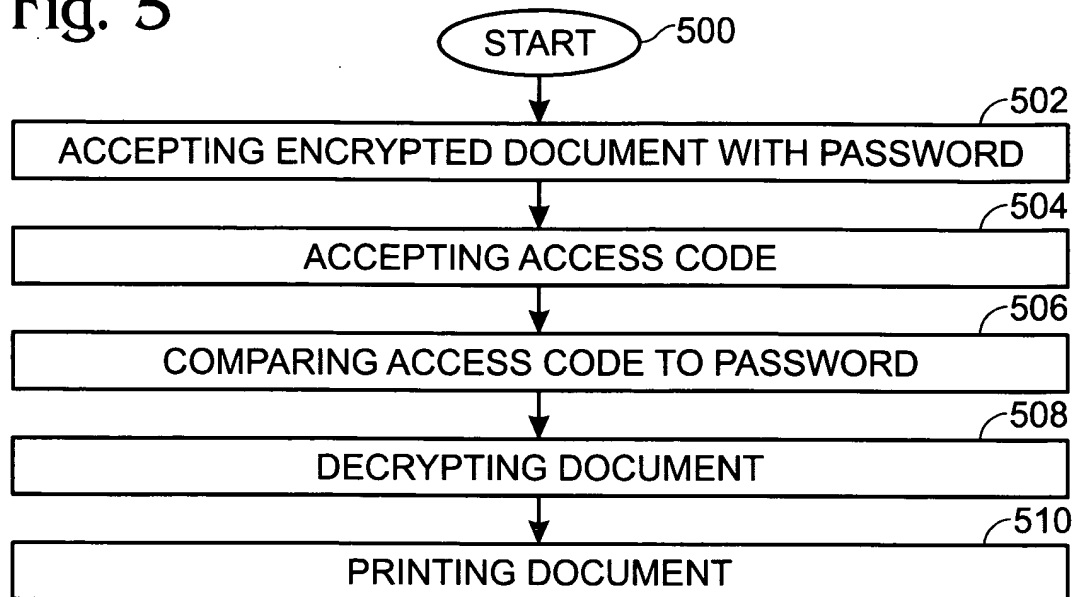 Fig. 5
START
500
502
ACCEPTING ENCRYPTED DOCUMENT WITH PASSWORD
504
ACCEPTING ACCESS CODE
506
COMPARING ACCESS CODE TO PASSWORD
508
DECRYPTING DOCUMENT
510
PRINTING DOCUMENT